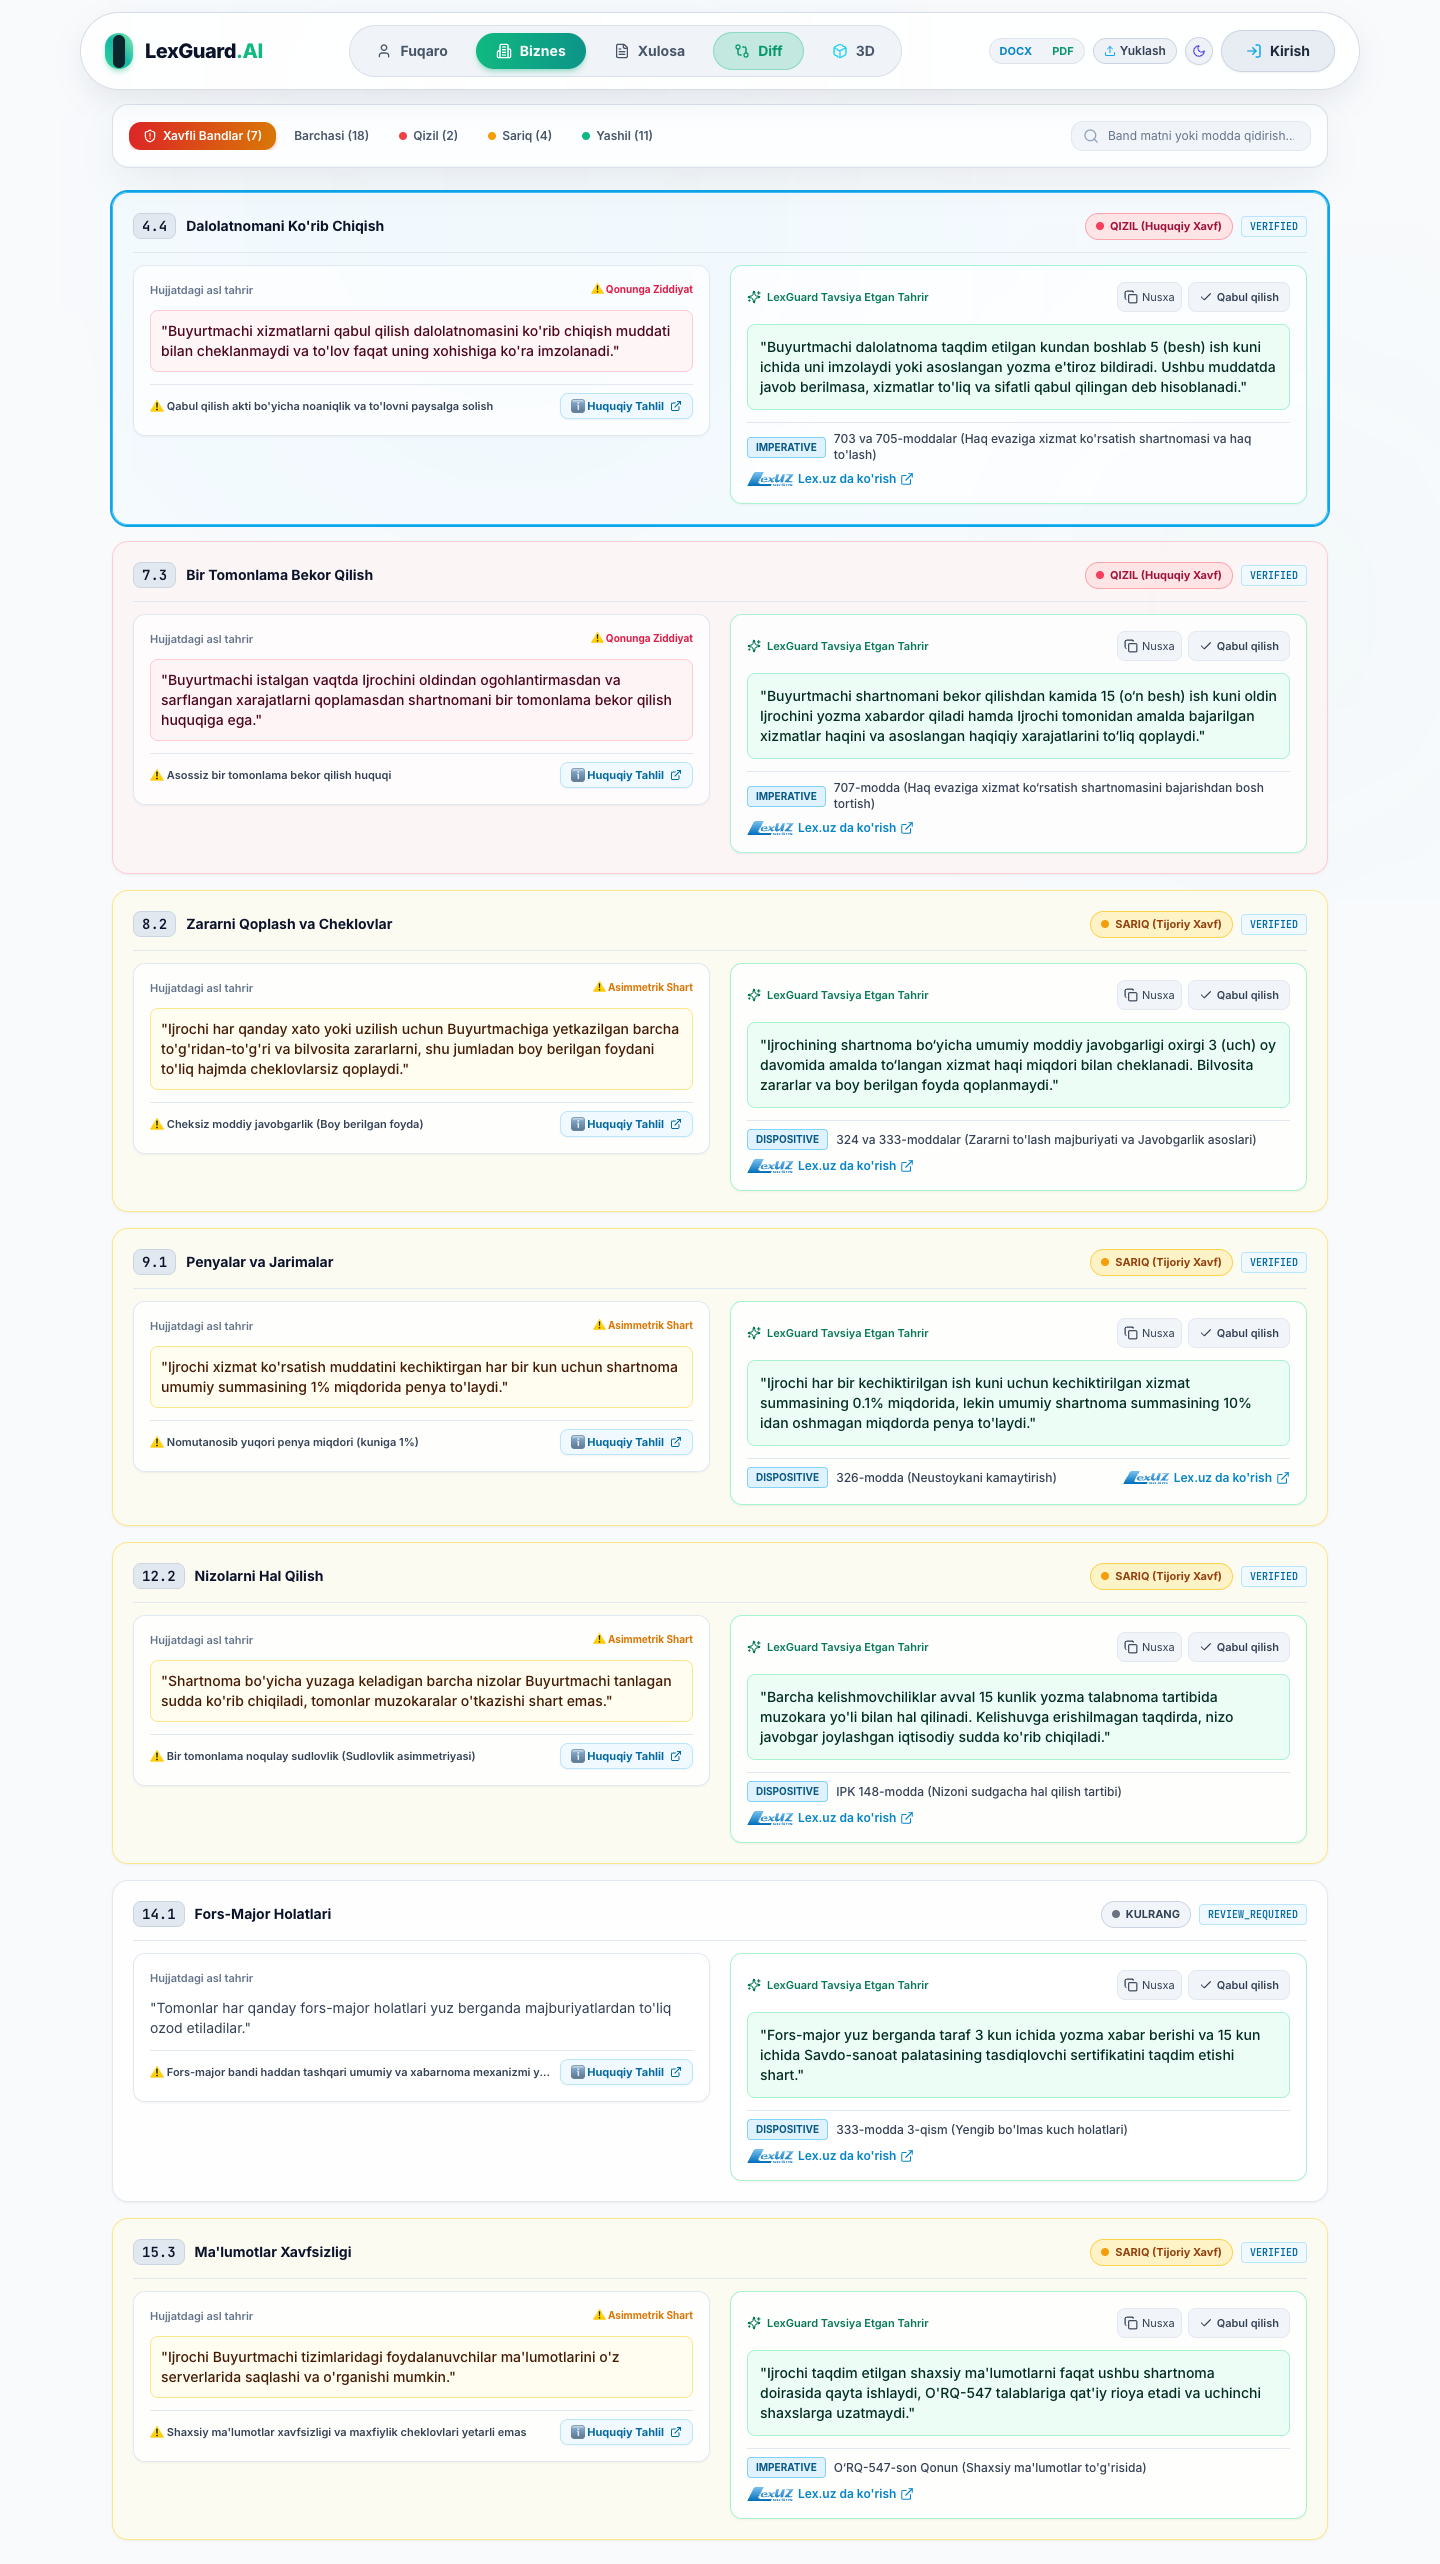 LexGuard.AI
Fuqaro
Biznes
Xulosa
Diff
3D
DOCX PDF
Yuklash
Kirish
Xavfli Bandlar (7)
Barchasi (18)
Qizil (2)
Sariq (4)
Yashil (11)
Band matni yoki modda qidirish...
4.4 Dalolatnomani Ko'rib Chiqish
QIZIL (Huquqiy Xavf)
VERIFIED
Hujjatdagi asl tahrir
Qonunga Ziddiyat
"Buyurtmachi xizmatlarni qabul qilish dalolatnomasini ko'rib chiqish muddati
bilan cheklanmaydi va to'lov faqat uning xohishiga ko'ra imzolanadi."
Qabul qilish akti bo'yicha noaniqlik va to'lovni paysalga solish
Huquqiy Tahlil
LexGuard Tavsiya Etgan Tahrir
Nusxa
Qabul qilish
"Buyurtmachi dalolatnoma taqdim etilgan kundan boshlab 5 (besh) ish kuni
ichida uni imzolaydi yoki asoslangan yozma e'tiroz bildiradi. Ushbu muddatda
javob berilmasa, xizmatlar to'liq va sifatli qabul qilingan deb hisoblanadi."
IMPERATIVE
703 va 705-moddalar (Haq evaziga xizmat ko'rsatish shartnomasi va haq
to'lash)
LexUZ Lex.uz da ko'rish
7.3 Bir Tomonlama Bekor Qilish
QIZIL (Huquqiy Xavf)
VERIFIED
Hujjatdagi asl tahrir
Qonunga Ziddiyat
"Buyurtmachi istalgan vaqtda Ijrochini oldindan ogohlantirmasdan va
sarflangan xarajatlarni qoplamasdan shartnomani bir tomonlama bekor qilish
huquqiga ega."
Asossiz bir tomonlama bekor qilish huquqi
Huquqiy Tahlil
LexGuard Tavsiya Etgan Tahrir
Nusxa
Qabul qilish
"Buyurtmachi shartnomani bekor qilishdan kamida 15 (o‘n besh) ish kuni oldin
Ijrochini yozma xabardor qiladi hamda Ijrochi tomonidan amalda bajarilgan
xizmatlar haqini va asoslangan haqiqiy xarajatlarini to‘liq qoplaydi."
IMPERATIVE
707-modda (Haq evaziga xizmat ko‘rsatish shartnomasini bajarishdan bosh
tortish)
LexUZ Lex.uz da ko'rish
8.2 Zararni Qoplash va Cheklovlar
SARIQ (Tijoriy Xavf)
VERIFIED
Hujjatdagi asl tahrir
Asimmetrik Shart
"Ijrochi har qanday xato yoki uzilish uchun Buyurtmachiga yetkazilgan barcha
to'g'ridan-to'g'ri va bilvosita zararlarni, shu jumladan boy berilgan foydani
to'liq hajmda cheklovlarsiz qoplaydi."
Cheksiz moddiy javobgarlik (Boy berilgan foyda)
Huquqiy Tahlil
LexGuard Tavsiya Etgan Tahrir
Nusxa
Qabul qilish
"Ijrochining shartnoma bo‘yicha umumiy moddiy javobgarligi oxirgi 3 (uch) oy
davomida amalda to‘langan xizmat haqi miqdori bilan cheklanadi. Bilvosita
zararlar va boy berilgan foyda qoplanmaydi."
DISPOSITIVE
324 va 333-moddalar (Zararni to'lash majburiyati va Javobgarlik asoslari)
LexUZ Lex.uz da ko'rish
9.1 Penyalar va Jarimalar
SARIQ (Tijoriy Xavf)
VERIFIED
Hujjatdagi asl tahrir
Asimmetrik Shart
"Ijrochi xizmat ko'rsatish muddatini kechiktirgan har bir kun uchun shartnoma
umumiy summasining 1% miqdorida penya to'laydi."
Nomutanosib yuqori penya miqdori (kuniga 1%)
Huquqiy Tahlil
LexGuard Tavsiya Etgan Tahrir
Nusxa
Qabul qilish
"Ijrochi har bir kechiktirilgan ish kuni uchun kechiktirilgan xizmat
summasining 0.1% miqdorida, lekin umumiy shartnoma summasining 10%
idan oshmagan miqdorda penya to'laydi."
DISPOSITIVE
326-modda (Neustoykani kamaytirish)
LexUZ Lex.uz da ko'rish
12.2 Nizolarni Hal Qilish
SARIQ (Tijoriy Xavf)
VERIFIED
Hujjatdagi asl tahrir
Asimmetrik Shart
"Shartnoma bo'yicha yuzaga keladigan barcha nizolar Buyurtmachi tanlagan
sudda ko'rib chiqiladi, tomonlar muzokaralar o'tkazishi shart emas."
Bir tomonlama noqulay sudlovlik (Sudlovlik asimmetriyasi)
Huquqiy Tahlil
LexGuard Tavsiya Etgan Tahrir
Nusxa
Qabul qilish
"Barcha kelishmovchiliklar avval 15 kunlik yozma talabnoma tartibida
muzokara yo'li bilan hal qilinadi. Kelishuvga erishilmagan taqdirda, nizo
javobgar joylashgan iqtisodiy sudda ko'rib chiqiladi."
DISPOSITIVE
IPK 148-modda (Nizoni sudgacha hal qilish tartibi)
LexUZ Lex.uz da ko'rish
14.1 Fors-Major Holatlari
KULRANG
REVIEW_REQUIRED
Hujjatdagi asl tahrir
"Tomonlar har qanday fors-major holatlari yuz berganda majburiyatlardan to'liq
ozod etiladilar."
Fors-major bandi haddan tashqari umumiy va xabarnoma mexanizmi y...
Huquqiy Tahlil
LexGuard Tavsiya Etgan Tahrir
Nusxa
Qabul qilish
"Fors-major yuz berganda taraf 3 kun ichida yozma xabar berishi va 15 kun
ichida Savdo-sanoat palatasining tasdiqlovchi sertifikatini taqdim etishi
shart."
DISPOSITIVE
333-modda 3-qism (Yengib bo'lmas kuch holatlari)
LexUZ Lex.uz da ko'rish
15.3 Ma'lumotlar Xavfsizligi
SARIQ (Tijoriy Xavf)
VERIFIED
Hujjatdagi asl tahrir
Asimmetrik Shart
"Ijrochi Buyurtmachi tizimlaridagi foydalanuvchilar ma'lumotlarini o'z
serverlarida saqlashi va o'rganishi mumkin."
Shaxsiy ma'lumotlar xavfsizligi va maxfiylik cheklovlari yetarli emas
Huquqiy Tahlil
LexGuard Tavsiya Etgan Tahrir
Nusxa
Qabul qilish
"Ijrochi taqdim etilgan shaxsiy ma'lumotlarni faqat ushbu shartnoma
doirasida qayta ishlaydi, O'RQ-547 talablariga qat'iy rioya etadi va uchinchi
shaxslarga uzatmaydi."
IMPERATIVE
O‘RQ-547-son Qonun (Shaxsiy ma'lumotlar to'g'risida)
LexUZ Lex.uz da ko'rish